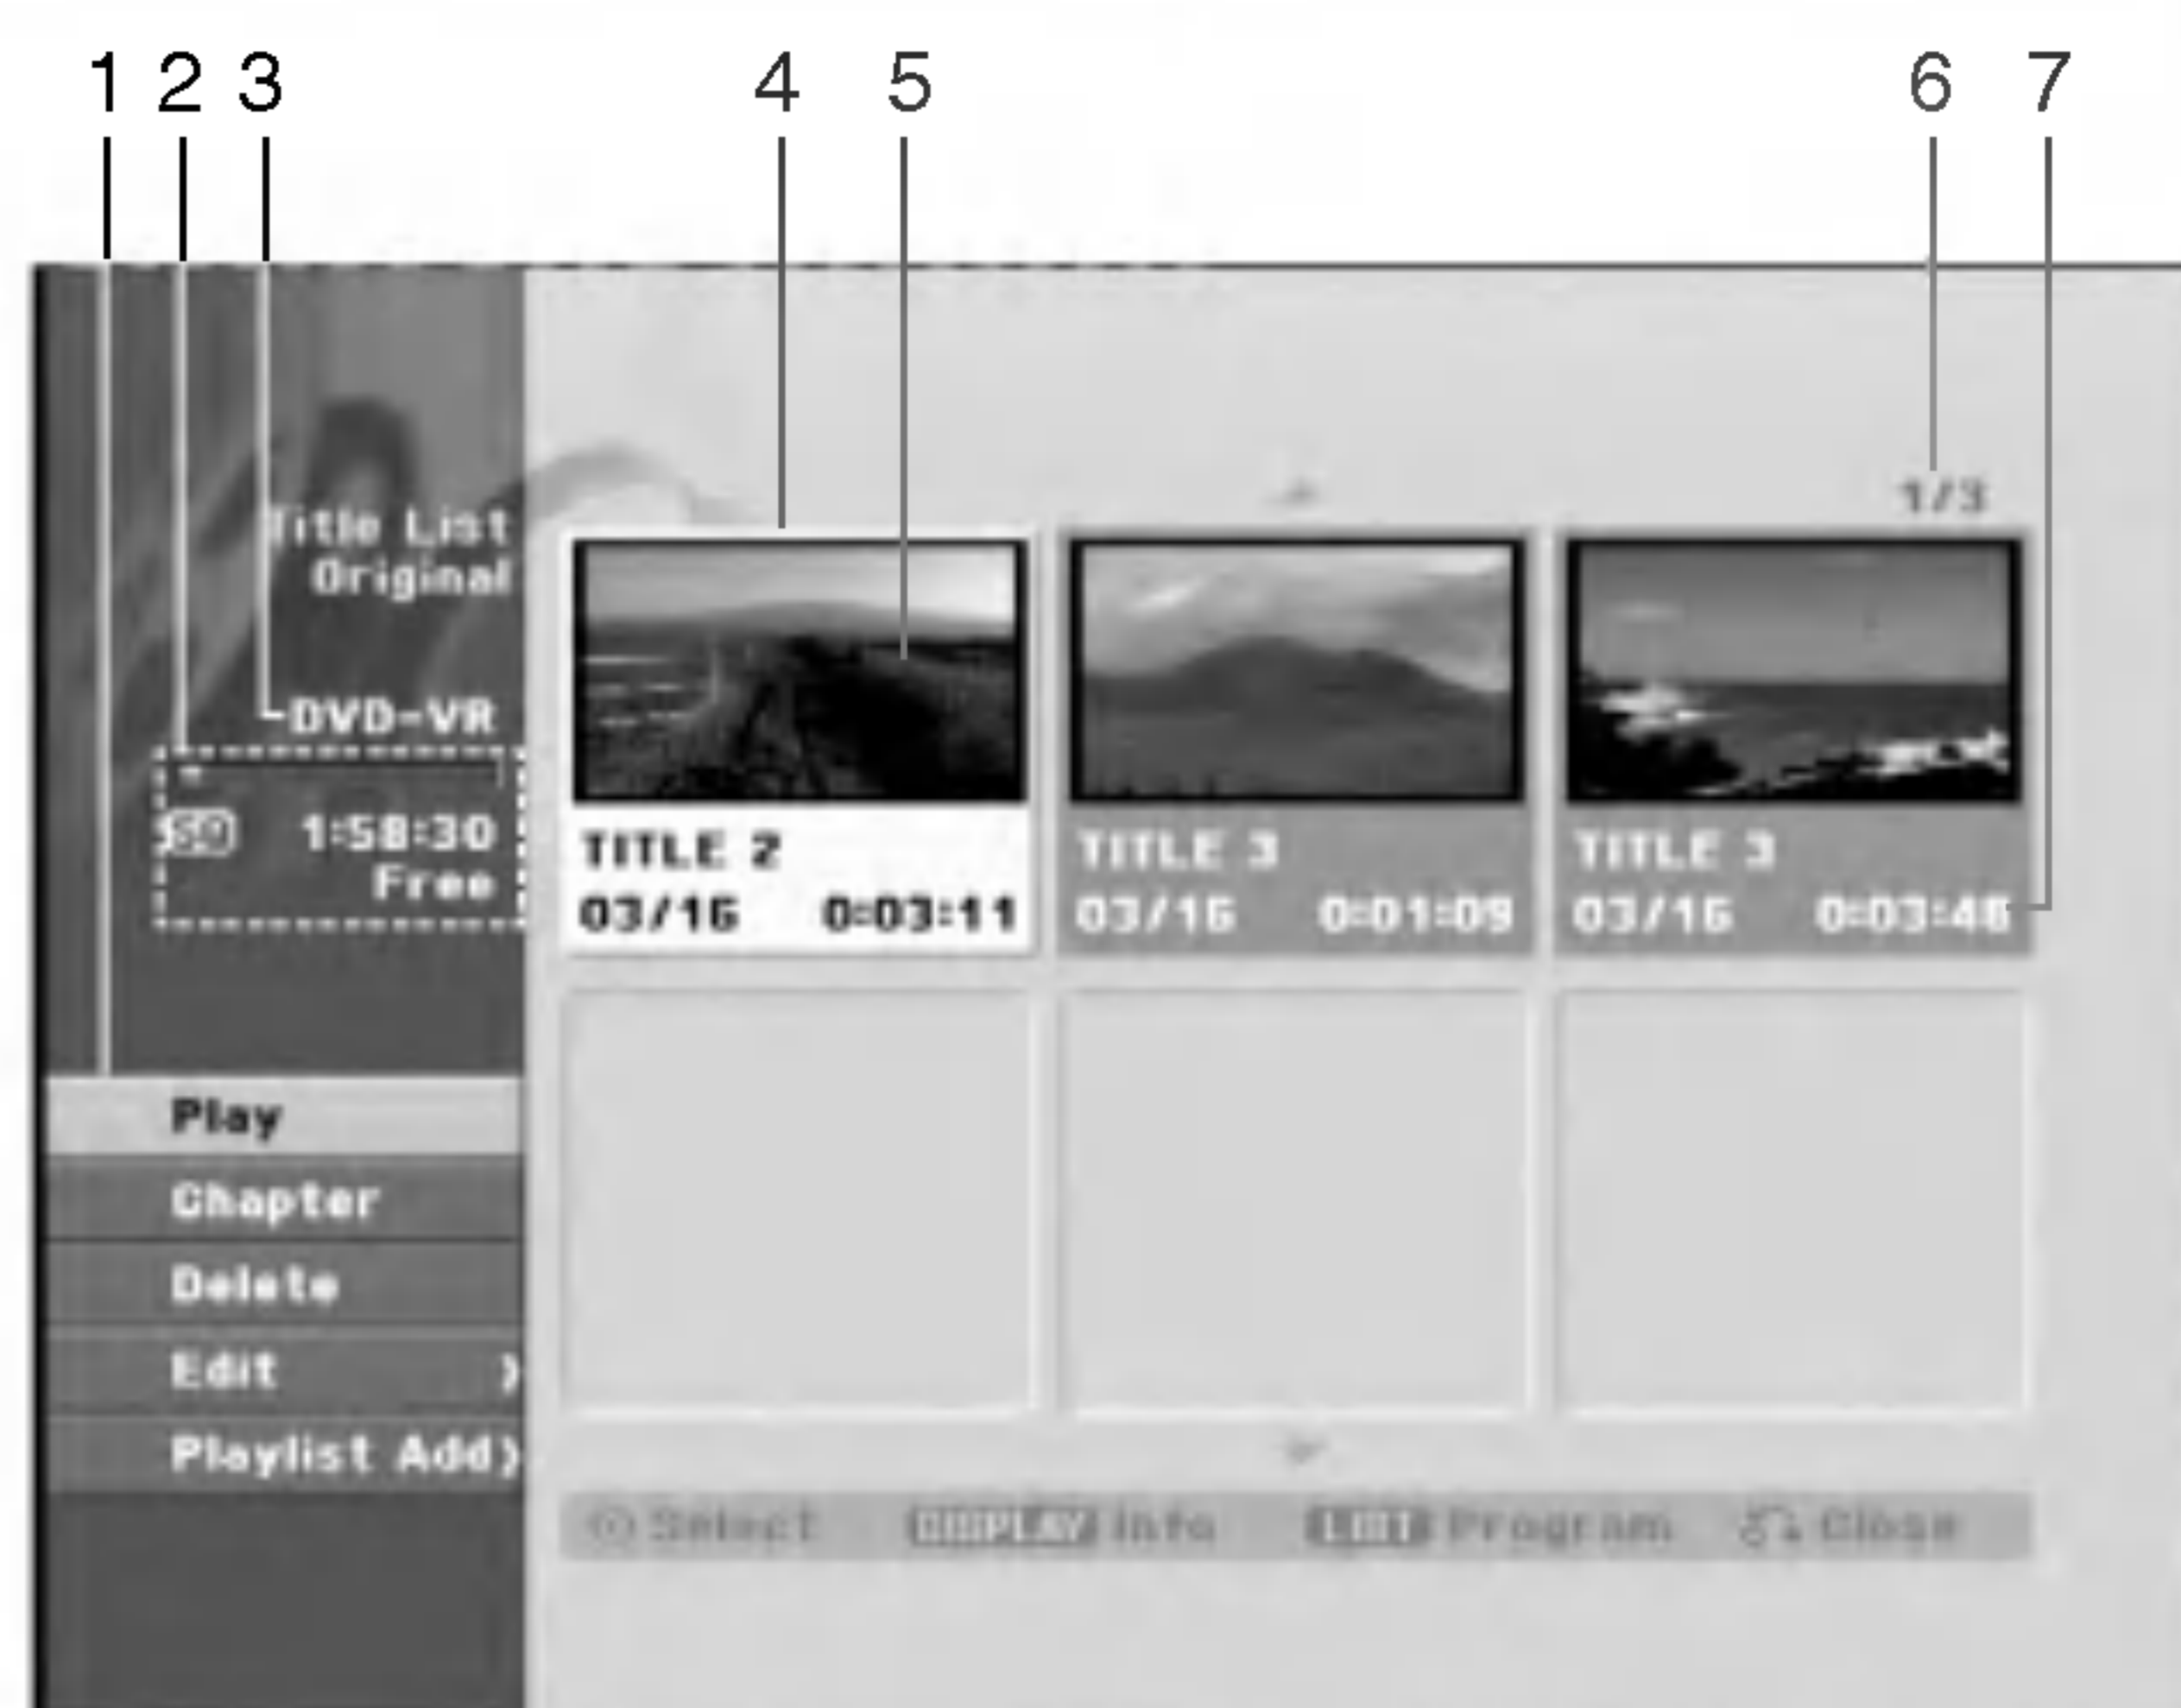 1 2 3 4 5 6 7
Title List
Original
DVD-VR
SQ 1:58:30
Free
Play
Chapter
Delete
Edit
Playlist Add
1/3
TITLE 2
03/16 0:03:11
TITLE 3
03/16 0:01:09
TITLE 3
03/16 0:03:46
Select DISPLAY Info LIST Program Close